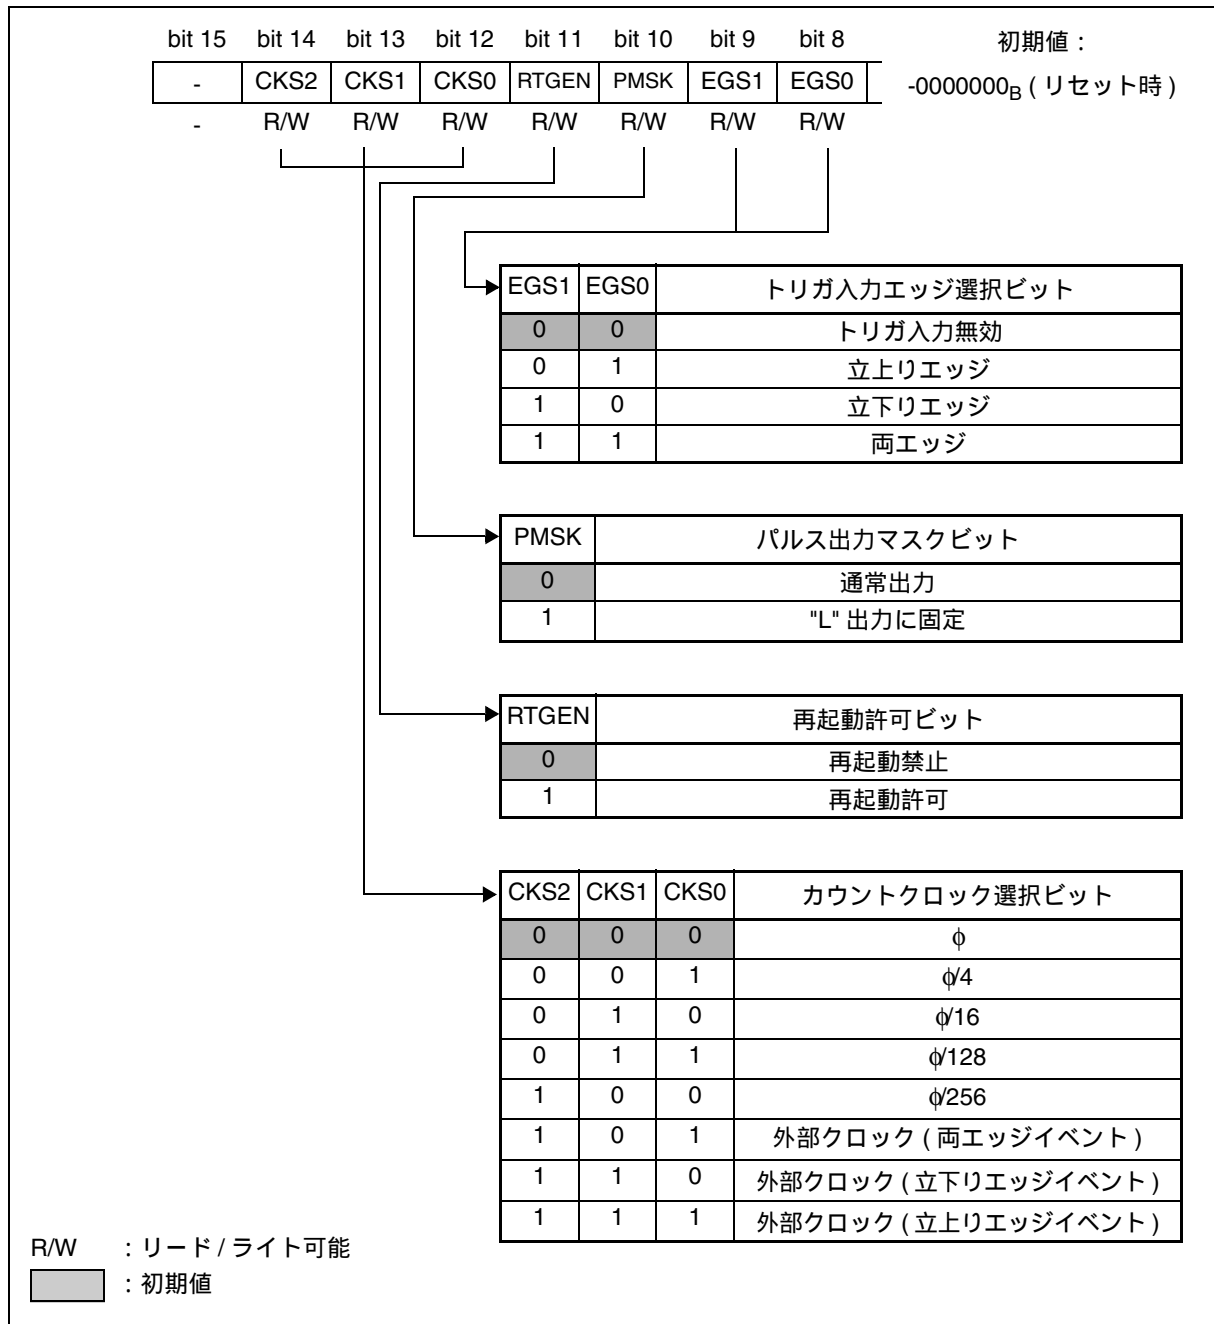 bit 15 bit 14 bit 13 bit 12 bit 11 bit 10 bit 9 bit 8 初期値：
- CKS2 CKS1 CKS0 RTGEN PMSK EGS1 EGS0 -0000000B ( リセット時 )
- R/W R/W R/W R/W R/W R/W R/W
EGS1 EGS0 トリガ入力エッジ選択ビット
0 0 トリガ入力無効
0 1 立上りエッジ
1 0 立下りエッジ
1 1 両エッジ
PMSK パルス出力マスクビット
0 通常出力
1 "L" 出力に固定
RTGEN 再起動許可ビット
0 再起動禁止
1 再起動許可
CKS2 CKS1 CKS0 カウントクロック選択ビット
0 0 0 φ
0 0 1 φ/4
0 1 0 φ/16
0 1 1 φ/128
1 0 0 φ/256
1 0 1 外部クロック ( 両エッジイベント )
1 1 0 外部クロック ( 立下りエッジイベント )
1 1 1 外部クロック ( 立上りエッジイベント )
R/W ：リード / ライト可能
：初期値